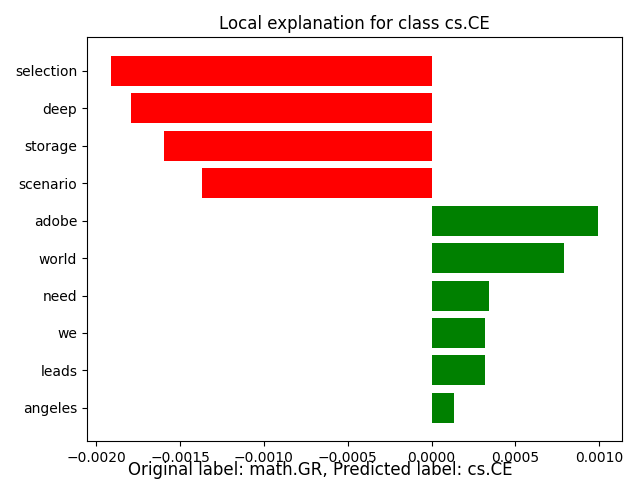 Local explanation for class cs.CE
selection
deep
storage
scenario
adobe
world
need
we
leads
angeles
−0.0020 −0.0015 −0.0010 −0.0005 0.0000 0.0005 0.0010
Original label: math.GR, Predicted label: cs.CE